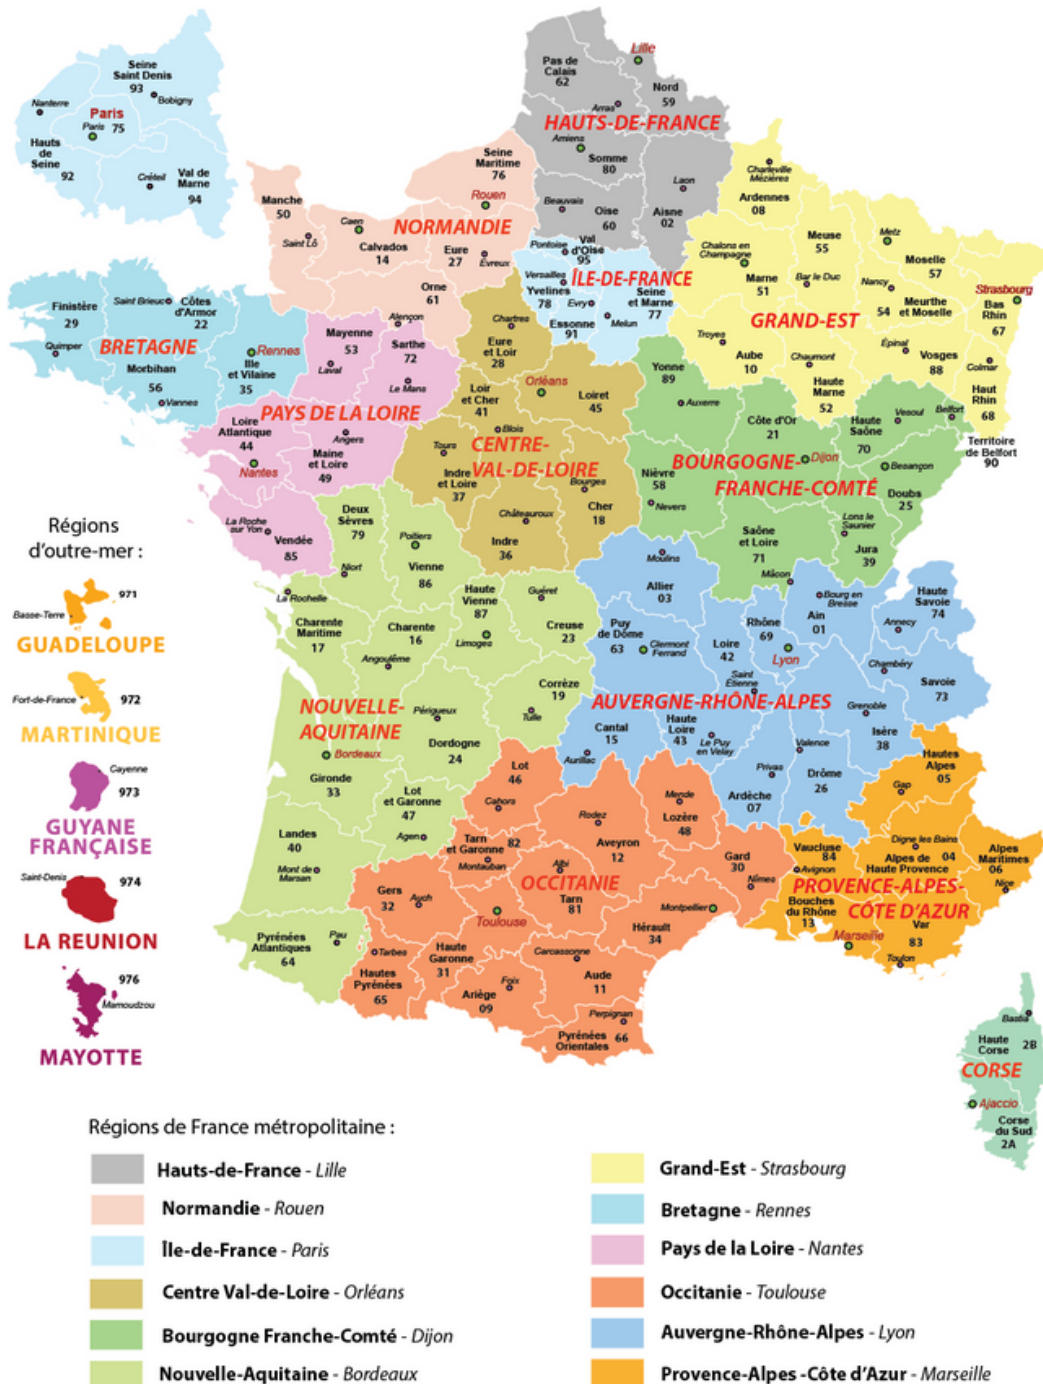 Seine
Saint Denis
93
Nanterre
Bobigny
Paris
Paris
75
Hauts
de
Seine
92
Créteil
Val de
Marne
94
Pas de
Calais
62
Lille
Nord
59
Arras
HAUTS-DE-FRANCE
Amiens
Somme
80
Laon
Beauvais
Oise
60
Aisne
02
Seine
Maritime
76
Rouen
Manche
50
Caen
NORMANDIE
Saint Lô
Calvados
14
Eure
27
Évreux
Orne
61
Alençon
Charleville
Mézières
Ardennes
08
Meuse
55
Metz
Chalons en
Champagne
Moselle
57
Marne
51
Bar le Duc
Nancy
Strasbourg
Bas
Rhin
67
54
Meurthe
et Moselle
GRAND-EST
Troyes
Épinal
Aube
10
Chaumont
Vosges
88
Colmar
Haute
Marne
52
Haut
Rhin
68
Pontoise
Val
d'Oise
95
Versailles
ÎLE-DE-FRANCE
Yvelines
78
Evry
Seine
et Marne
77
Essonne
91
Melun
Finistère
29
Saint Brieuc
Côtes
d'Armor
22
Quimper
BRETAGNE
Rennes
Morbihan
56
Ille
et Vilaine
35
Vannes
Mayenne
53
Sarthe
72
Laval
Le Mans
PAYS DE LA LOIRE
Loire
Atlantique
44
Angers
Maine
et Loire
49
Nantes
La Roche
sur Yon
Vendée
85
Chartres
Eure
et Loir
28
Loir
et Cher
41
Orléans
Loiret
45
Blois
Tours
CENTRE-
VAL-DE-LOIRE
Indre
et Loire
37
Bourges
Cher
18
Châteauroux
Indre
36
Yonne
89
Auxerre
Côte d'Or
21
Haute
Saône
70
Vesoul
Belfort
Territoire
de Belfort
90
BOURGOGNE-
FRANCHE-COMTÉ
Dijon
Besançon
Nièvre
58
Nevers
Doubs
25
Lons le
Saunier
Saône
et Loire
71
Jura
39
Mâcon
Deux
Sèvres
79
Poitiers
Niort
Vienne
86
La Rochelle
Haute
Vienne
87
Guéret
Charente
Maritime
17
Charente
16
Limoges
Creuse
23
Angoulême
Corrèze
19
NOUVELLE-
AQUITAINE
Périgueux
Tulle
Bordeaux
Dordogne
24
Gironde
33
Lot
et Garonne
47
Landes
40
Agen
Mont de
Marsan
Pyrénées
Atlantiques
64
Pau
Moulins
Allier
03
Bourg en
Bresse
Haute
Savoie
74
Puy
de Dôme
63
Clermont
Ferrand
Loire
42
Rhône
69
Ain
01
Annecy
Lyon
Saint
Etienne
Chambéry
Savoie
73
AUVERGNE-RHÔNE-ALPES
Grenoble
Cantal
15
Haute
Loire
43
Le Puy
en Velay
Isère
38
Aurillac
Valence
Privas
Drôme
26
Ardèche
07
Lot
46
Cahors
Rodez
Mende
Lozère
48
Tarn
et Garonne
82
Montauban
Aveyron
12
Albi
Gard
30
Nîmes
OCCITANIE
Gers
32
Auch
Tarn
81
Toulouse
Montpellier
Hérault
34
Tarbes
Haute
Garonne
31
Carcassonne
Hautes
Pyrénées
65
Foix
Aude
11
Ariège
09
Perpignan
Pyrénées
Orientales
66
Hautes
Alpes
05
Gap
Vaucluse
84
Digne les Bains
Avignon
Alpes de
Haute Provence
04
Alpes
Maritimes
06
Nice
PROVENCE-ALPES-
CÔTE D'AZUR
Bouches
du Rhône
13
Var
83
Marseille
Toulon
Bastia
Haute
Corse
2B
CORSE
Ajaccio
Corse
du Sud
2A
Régions
d'outre-mer :
971
Basse-Terre
GUADELOUPE
Fort-de-France
972
MARTINIQUE
Cayenne
973
GUYANE
FRANÇAISE
Saint-Denis
974
LA REUNION
976
Mamoudzou
MAYOTTE
Régions de France métropolitaine :
Hauts-de-France - Lille
Normandie - Rouen
Île-de-France - Paris
Centre Val-de-Loire - Orléans
Bourgogne Franche-Comté - Dijon
Nouvelle-Aquitaine - Bordeaux
Grand-Est - Strasbourg
Bretagne - Rennes
Pays de la Loire - Nantes
Occitanie - Toulouse
Auvergne-Rhône-Alpes - Lyon
Provence-Alpes -Côte d'Azur - Marseille